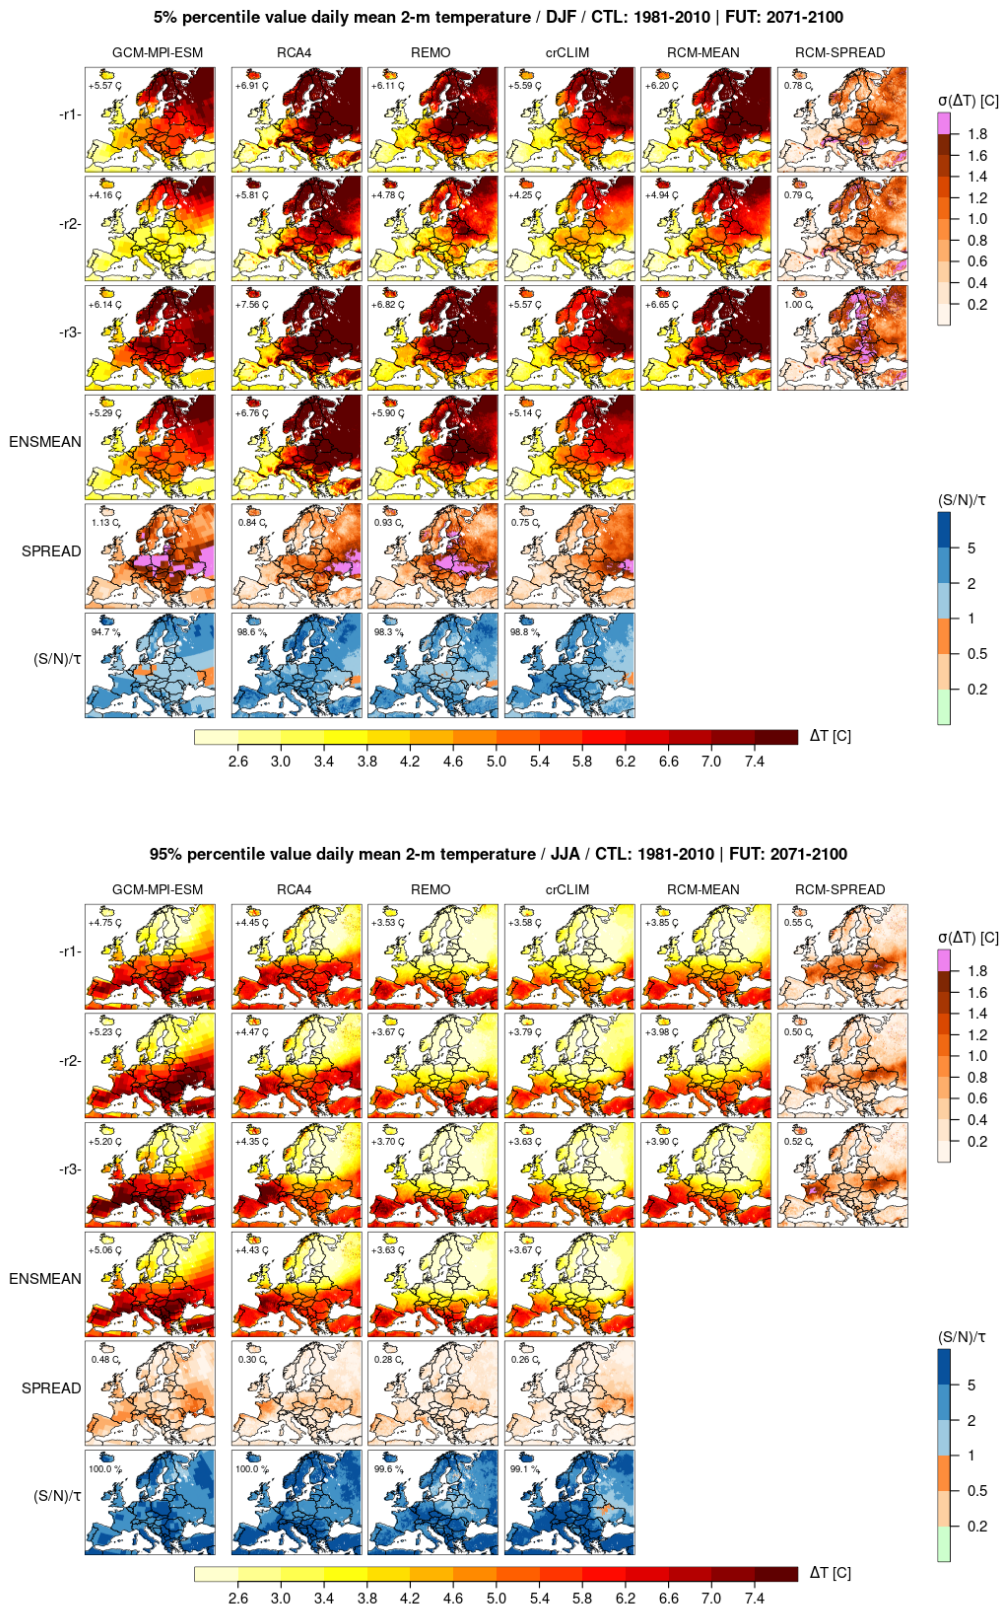 5% percentile value daily mean 2-m temperature / DJF / CTL: 1981-2010 | FUT: 2071-2100
GCM-MPI-ESM RCA4 REMO crCLIM RCM-MEAN RCM-SPREAD
-r1- +5.57 C +6.91 C +6.11 C +5.59 C +6.20 C 0.78 C
σ(ΔT) [C]
1.8
1.6
1.4
1.2
1.0
0.8
0.6
0.4
0.2
-r2- +4.16 C +5.81 C +4.78 C +4.25 C +4.94 C 0.79 C
-r3- +6.14 C +7.56 C +6.82 C +5.57 C +6.65 C 1.00 C
ENSMEAN +5.29 C +6.76 C +5.90 C +5.14 C
SPREAD 1.13 C 0.84 C 0.93 C 0.75 C
(S/N)/τ
5
2
1
0.5
0.2
(S/N)/τ 94.7 % 98.6 % 98.3 % 98.8 %
ΔT [C]
2.6 3.0 3.4 3.8 4.2 4.6 5.0 5.4 5.8 6.2 6.6 7.0 7.4
95% percentile value daily mean 2-m temperature / JJA / CTL: 1981-2010 | FUT: 2071-2100
GCM-MPI-ESM RCA4 REMO crCLIM RCM-MEAN RCM-SPREAD
-r1- +4.75 C +4.45 C +3.53 C +3.58 C +3.85 C 0.55 C
σ(ΔT) [C]
1.8
1.6
1.4
1.2
1.0
0.8
0.6
0.4
0.2
-r2- +5.23 C +4.47 C +3.67 C +3.79 C +3.98 C 0.50 C
-r3- +5.20 C +4.35 C +3.70 C +3.63 C +3.90 C 0.52 C
ENSMEAN +5.06 C +4.43 C +3.63 C +3.67 C
SPREAD 0.48 C 0.30 C 0.28 C 0.26 C
(S/N)/τ
5
2
1
0.5
0.2
(S/N)/τ 100.0 % 100.0 % 99.6 % 99.1 %
ΔT [C]
2.6 3.0 3.4 3.8 4.2 4.6 5.0 5.4 5.8 6.2 6.6 7.0 7.4